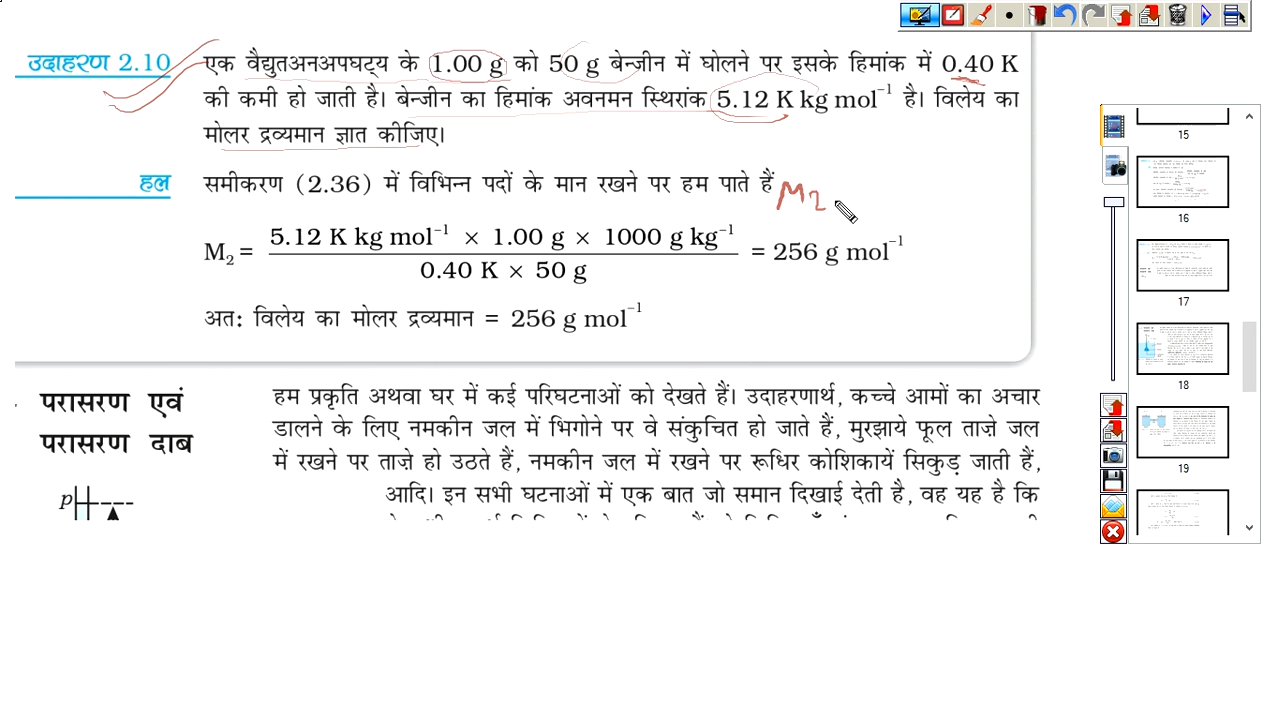 उदाहरण 2.10
एक वैद्युतअनअपघट्य के 1.00 g को 50 g बेन्जीन में घोलने पर इसके हिमांक में 0.40 K
की कमी हो जाती है। बेन्जीन का हिमांक अवनमन स्थिरांक 5.12 K kg mol⁻¹ है। विलेय का
मोलर द्रव्यमान ज्ञात कीजिए।
हल
समीकरण (2.36) में विभिन्न पदों के मान रखने पर हम पाते हैं
M2
M₂ = 5.12 K kg mol⁻¹ × 1.00 g × 1000 g kg⁻¹ / 0.40 K × 50 g = 256 g mol⁻¹
अत: विलेय का मोलर द्रव्यमान = 256 g mol⁻¹
परासरण एवं
परासरण दाब
हम प्रकृति अथवा घर में कई परिघटनाओं को देखते हैं। उदाहरणार्थ, कच्चे आमों का अचार
डालने के लिए नमकीन जल में भिगोने पर वे संकुचित हो जाते हैं, मुरझाये फूल ताज़े जल
में रखने पर ताज़े हो उठते हैं, नमकीन जल में रखने पर रूधिर कोशिकायें सिकुड़ जाती हैं,
आदि। इन सभी घटनाओं में एक बात जो समान दिखाई देती है, वह यह है कि
p
15
16
17
18
19